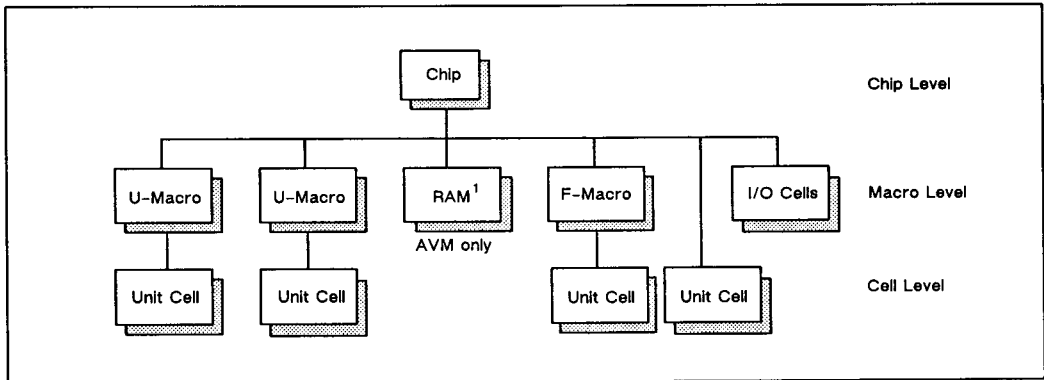 Chip
Chip Level
U-Macro
U-Macro
RAM¹
F-Macro
I/O Cells
Macro Level
AVM only
Unit Cell
Unit Cell
Unit Cell
Unit Cell
Cell Level